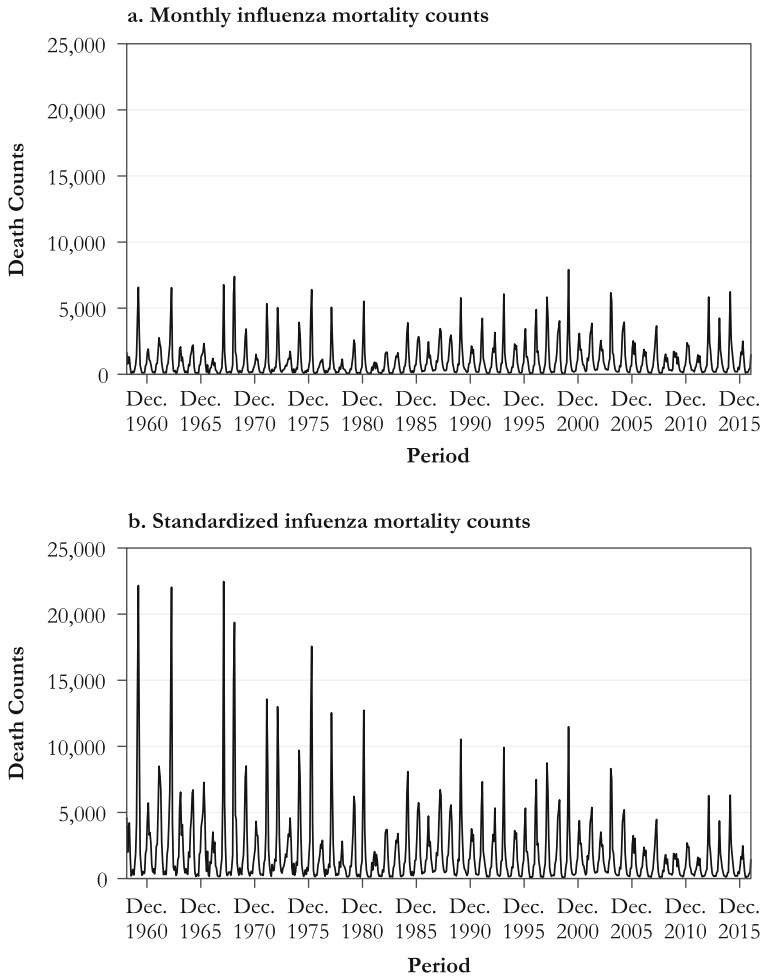 a. Monthly influenza mortality counts
25,000
20,000
15,000
10,000
5,000
0
Death Counts
Dec. Dec. Dec. Dec. Dec. Dec. Dec. Dec. Dec. Dec. Dec. Dec.
1960 1965 1970 1975 1980 1985 1990 1995 2000 2005 2010 2015
Period
b. Standardized infuenza mortality counts
25,000
20,000
15,000
10,000
5,000
0
Death Counts
Dec. Dec. Dec. Dec. Dec. Dec. Dec. Dec. Dec. Dec. Dec. Dec.
1960 1965 1970 1975 1980 1985 1990 1995 2000 2005 2010 2015
Period